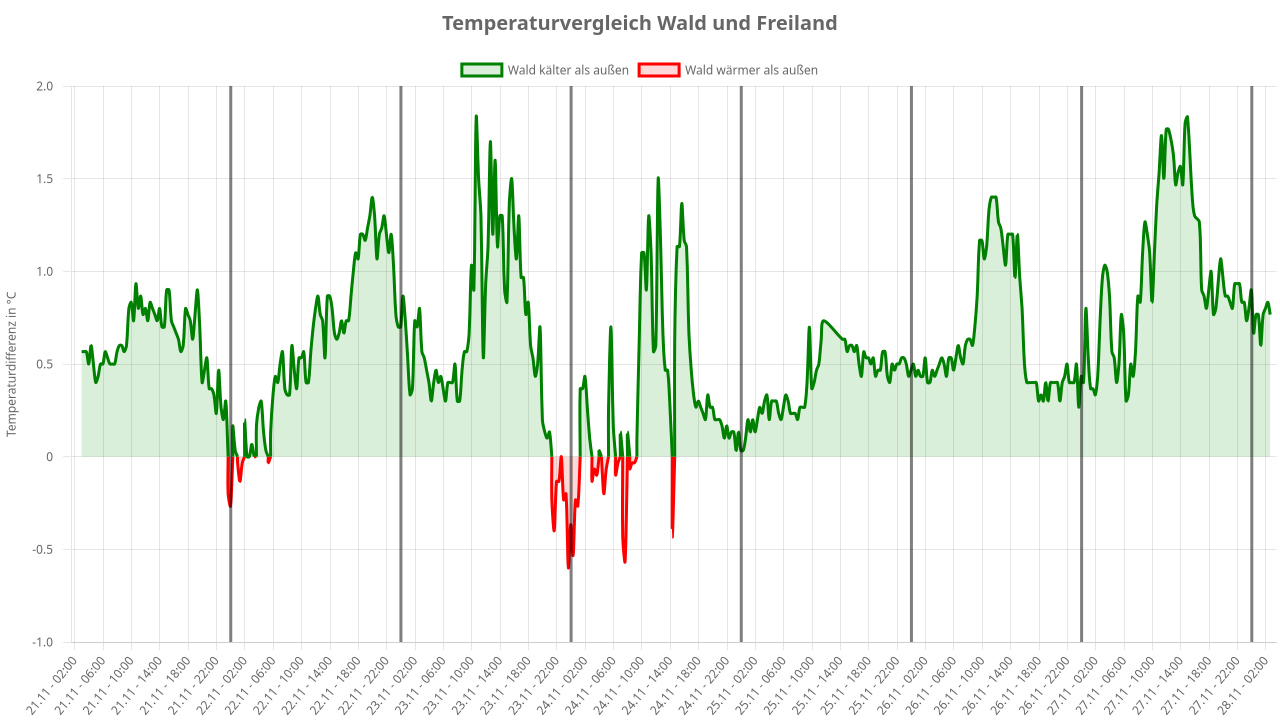 Temperaturvergleich Wald und Freiland
Wald kälter als außen
Wald wärmer als außen
Temperaturdifferenz in °C
2.0
1.5
1.0
0.5
0
-0.5
-1.0
21.11 - 02:00
21.11 - 06:00
21.11 - 10:00
21.11 - 14:00
21.11 - 18:00
21.11 - 22:00
22.11 - 02:00
22.11 - 06:00
22.11 - 10:00
22.11 - 14:00
22.11 - 18:00
22.11 - 22:00
23.11 - 02:00
23.11 - 06:00
23.11 - 10:00
23.11 - 14:00
23.11 - 18:00
23.11 - 22:00
24.11 - 02:00
24.11 - 06:00
24.11 - 10:00
24.11 - 14:00
24.11 - 18:00
24.11 - 22:00
25.11 - 02:00
25.11 - 06:00
25.11 - 10:00
25.11 - 14:00
25.11 - 18:00
25.11 - 22:00
26.11 - 02:00
26.11 - 06:00
26.11 - 10:00
26.11 - 14:00
26.11 - 18:00
26.11 - 22:00
27.11 - 02:00
27.11 - 06:00
27.11 - 10:00
27.11 - 14:00
27.11 - 18:00
27.11 - 22:00
28.11 - 02:00